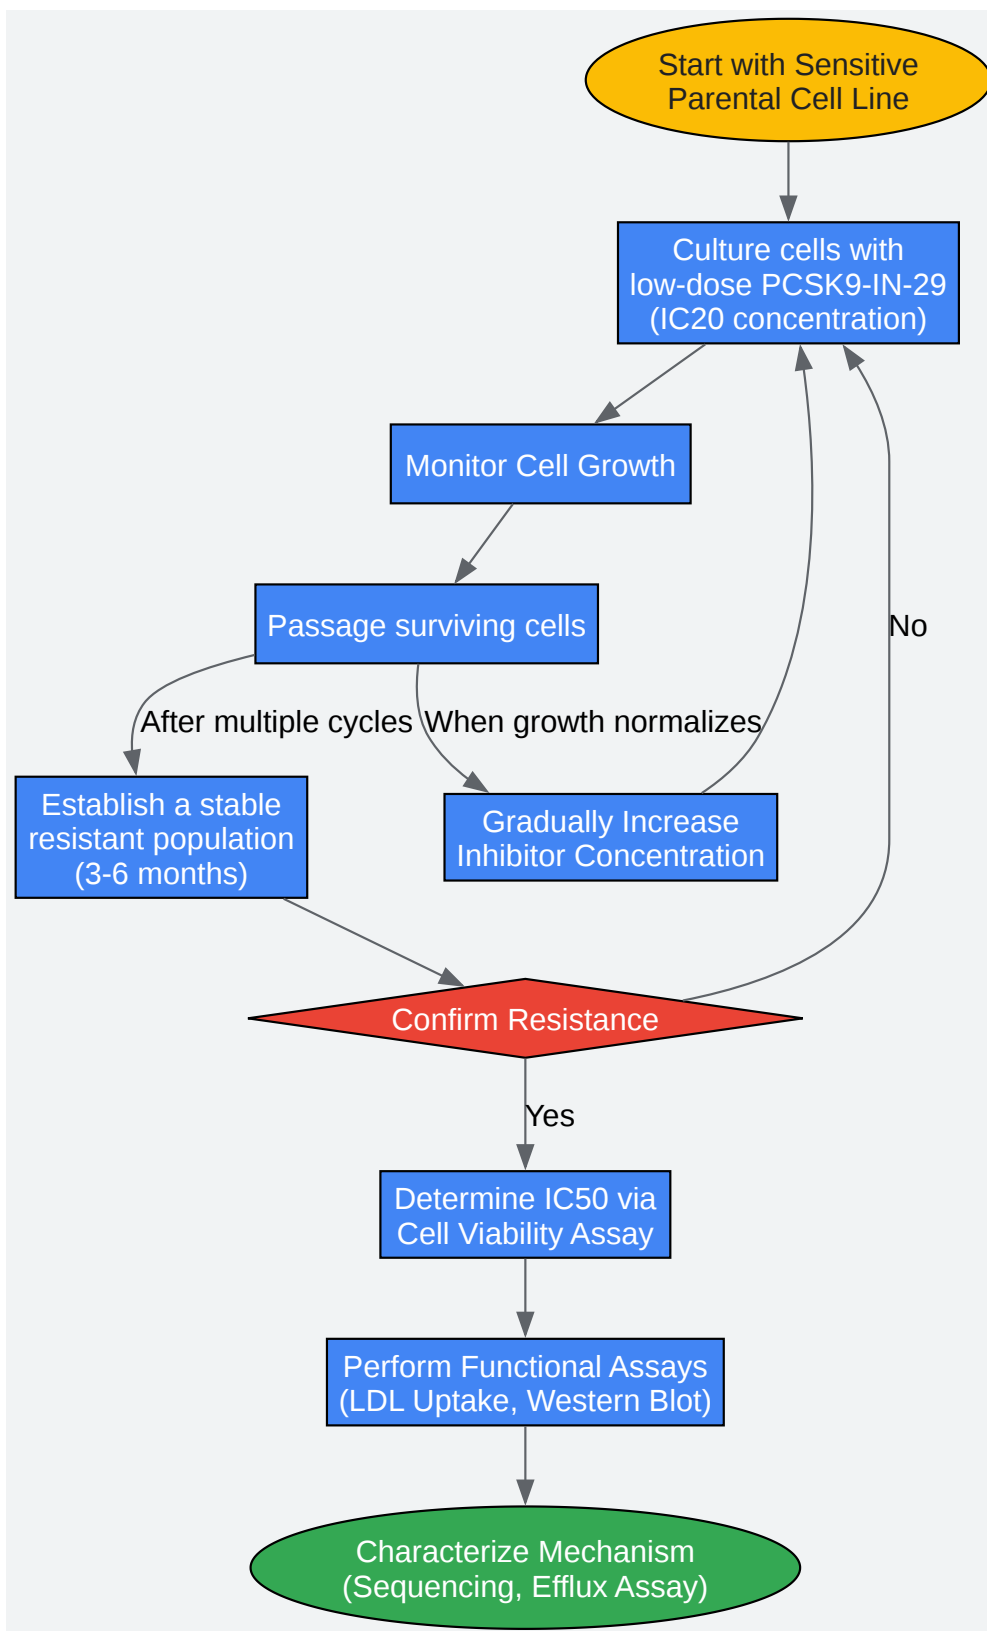 Start with Sensitive
Parental Cell Line
Culture cells with
low-dose PCSK9-IN-29
(IC20 concentration)
Monitor Cell Growth
Passage surviving cells
No
After multiple cycles
When growth normalizes
Establish a stable
resistant population
(3-6 months)
Gradually Increase
Inhibitor Concentration
Confirm Resistance
Yes
Determine IC50 via
Cell Viability Assay
Perform Functional Assays
(LDL Uptake, Western Blot)
Characterize Mechanism
(Sequencing, Efflux Assay)